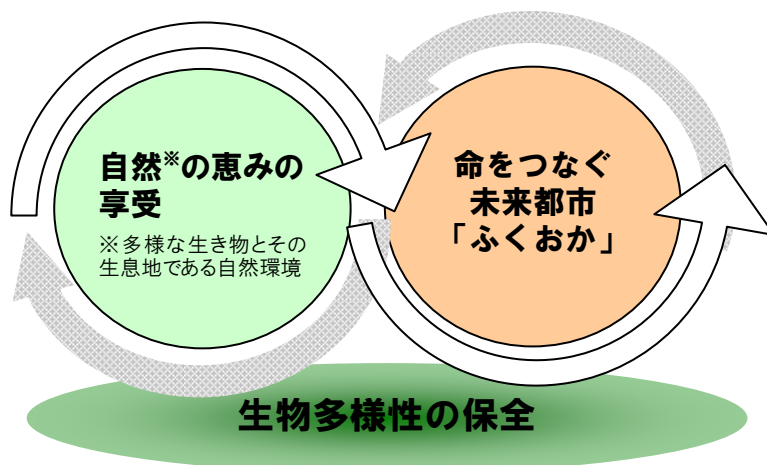 自然※の恵みの
享受
※多様な生き物とその
生息地である自然環境
命をつなぐ
未来都市
「ふくおか」
生物多様性の保全